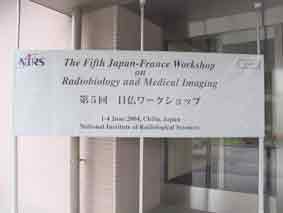 NIRS
The Fifth Japan-France Workshop
on
Radiobiology and Medical Imaging
第5回 日仏ワークショップ
1-4 June 2004, Chiba, Japan
National Institute of Radiological Sciences